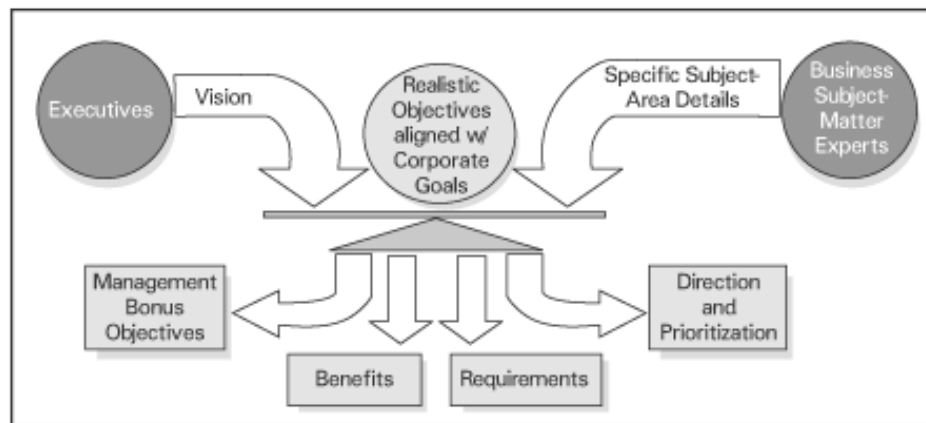 Executives
Vision
Realistic
Objectives
aligned w/
Corporate
Goals
Specific Subject-
Area Details
Business
Subject-
Matter
Experts
Management
Bonus
Objectives
Benefits
Requirements
Direction
and
Prioritization